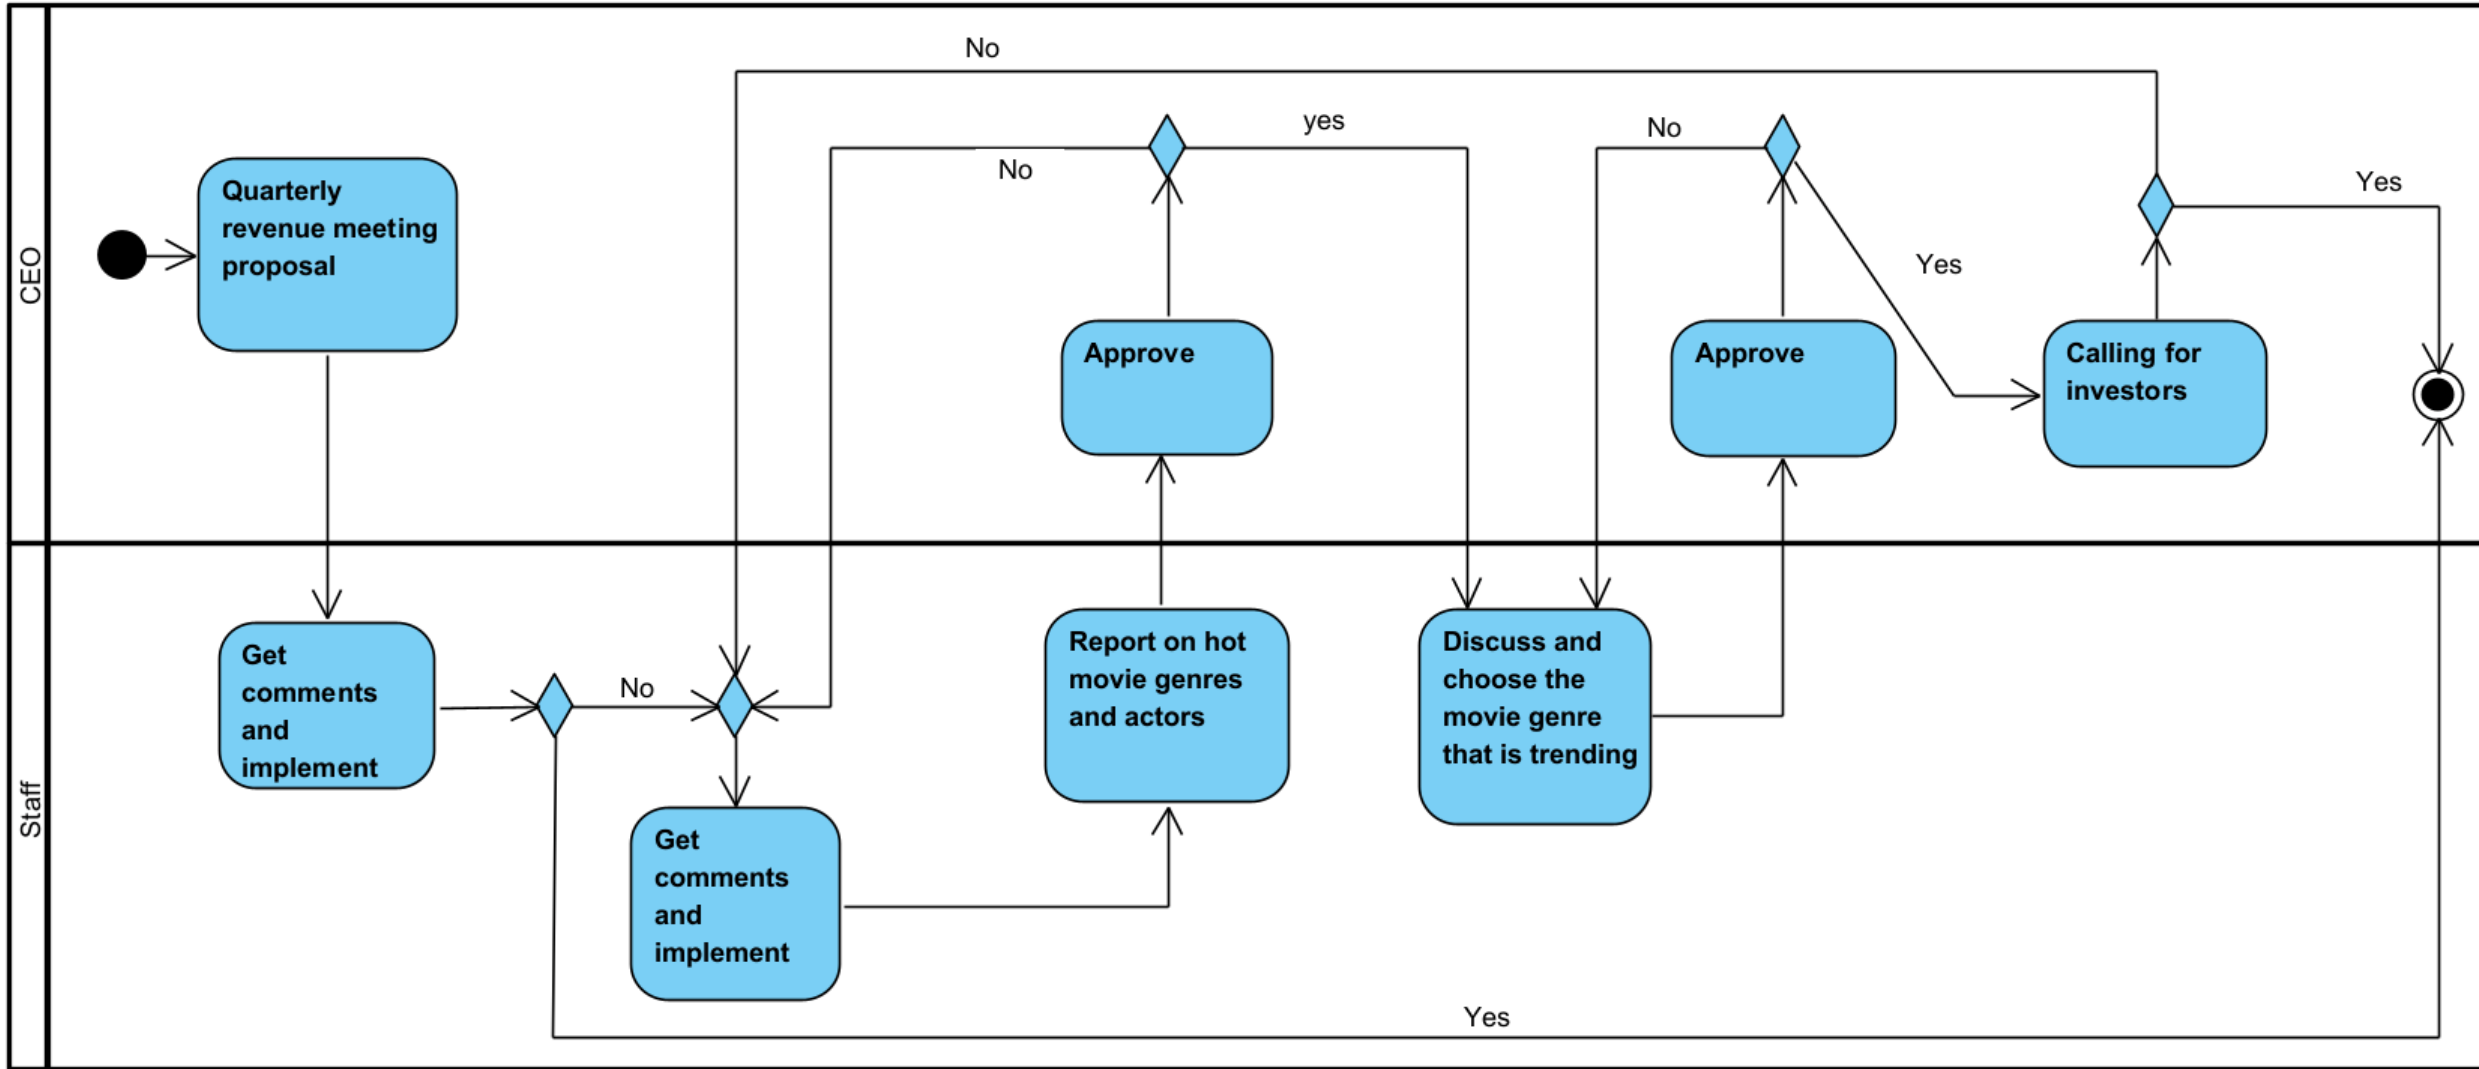 No
yes
No
No
Yes
Quarterly
revenue meeting
proposal
CEO
Yes
Approve
Approve
Calling for
investors
Get
comments
and
implement
No
Report on hot
movie genres
and actors
Discuss and
choose the
movie genre
that is trending
Staff
Get
comments
and
implement
Yes